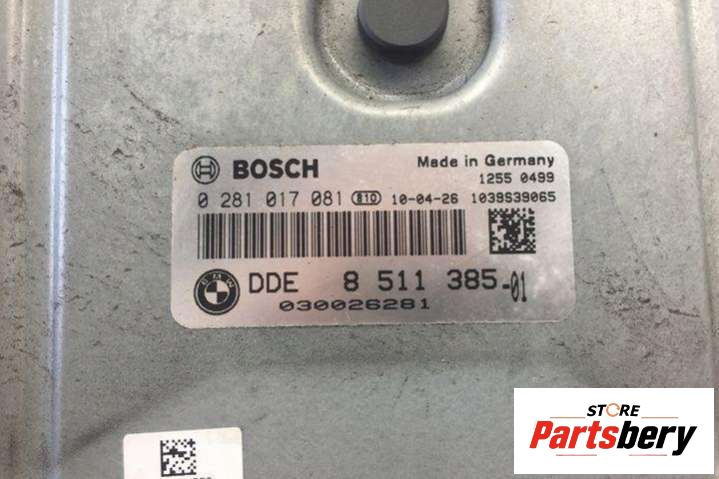 BOSCH Made in Germany
1255 0499
0 281 017 081 810 10-04-26 1039S39065
BMW DDE 8 511 385-01
030026281
STORE
Partsbery